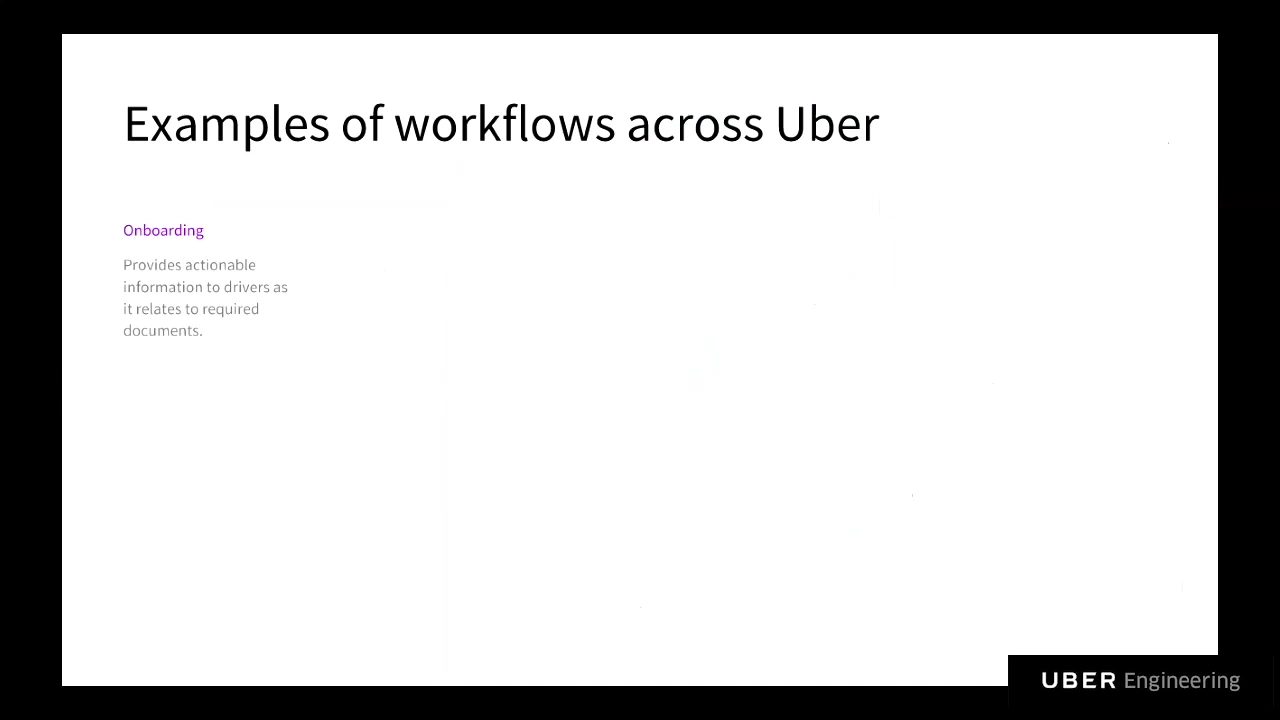 Examples of workflows across Uber
Onboarding
Provides actionable
information to drivers as
it relates to required
documents.
UBER Engineering